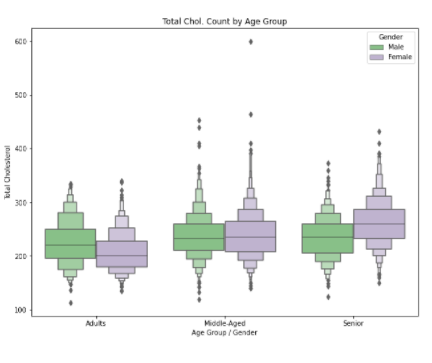 Total Chol. Count by Age Group
Gender
Male
Female
600
500
400
300
200
100
Total Cholesterol
Adults
Middle-Aged
Senior
Age Group / Gender